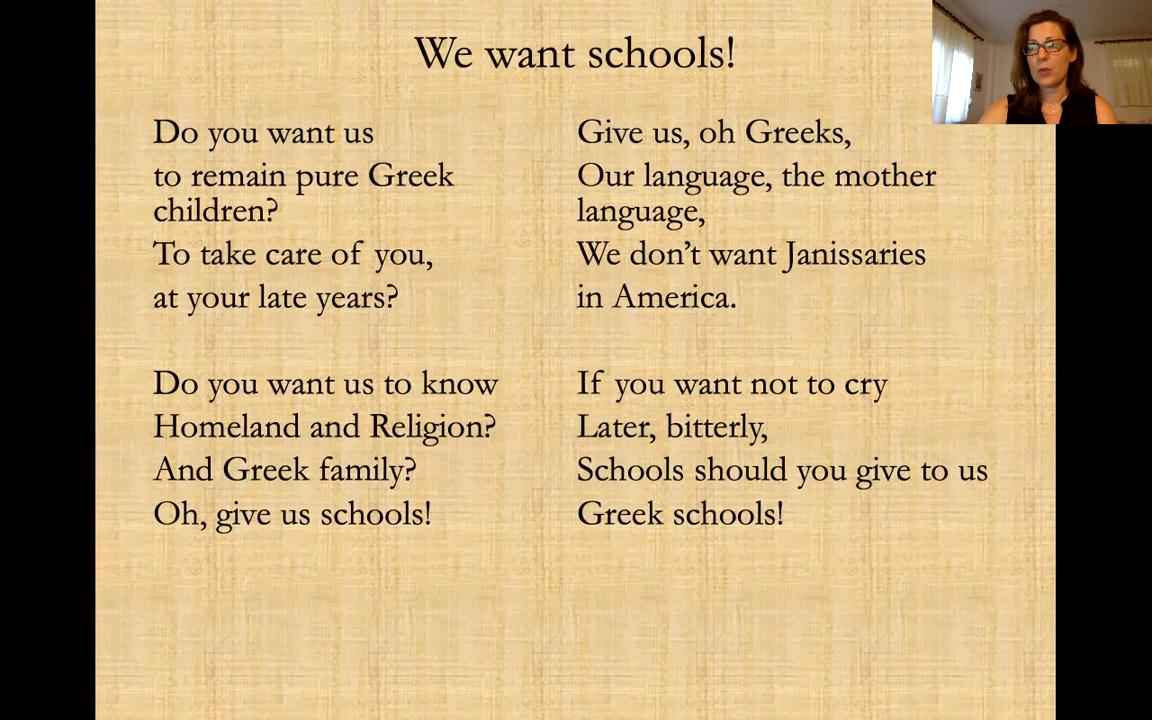 We want schools!
Do you want us
to remain pure Greek
children?
To take care of you,
at your late years?
Do you want us to know
Homeland and Religion?
And Greek family?
Oh, give us schools!
Give us, oh Greeks,
Our language, the mother
language,
We don’t want Janissaries
in America.
If you want not to cry
Later, bitterly,
Schools should you give to us
Greek schools!